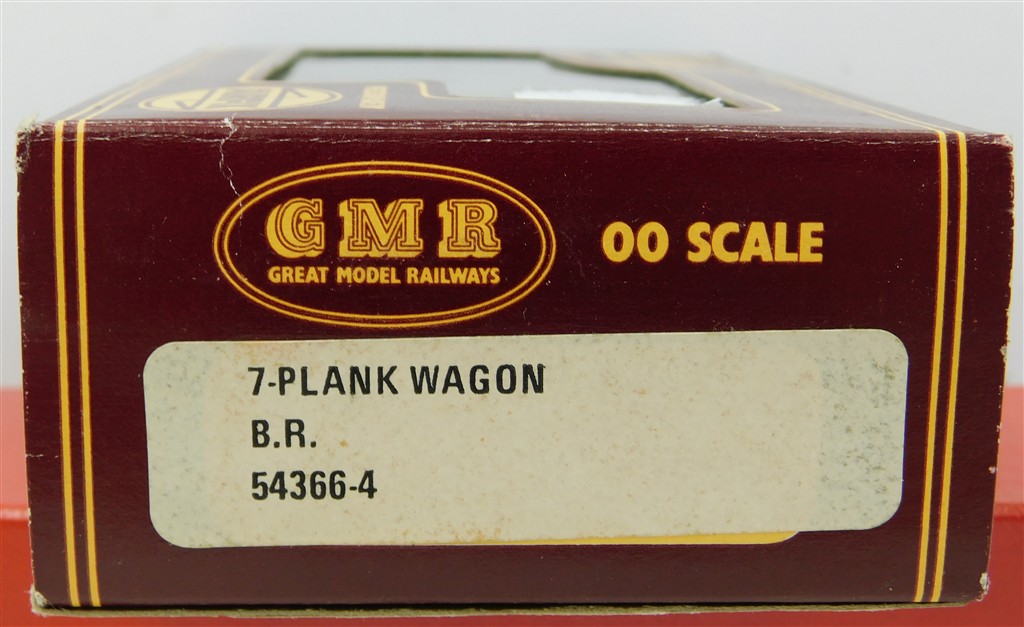 GMR
GREAT MODEL RAILWAYS
OO SCALE
7-PLANK WAGON
B.R.
54366-4